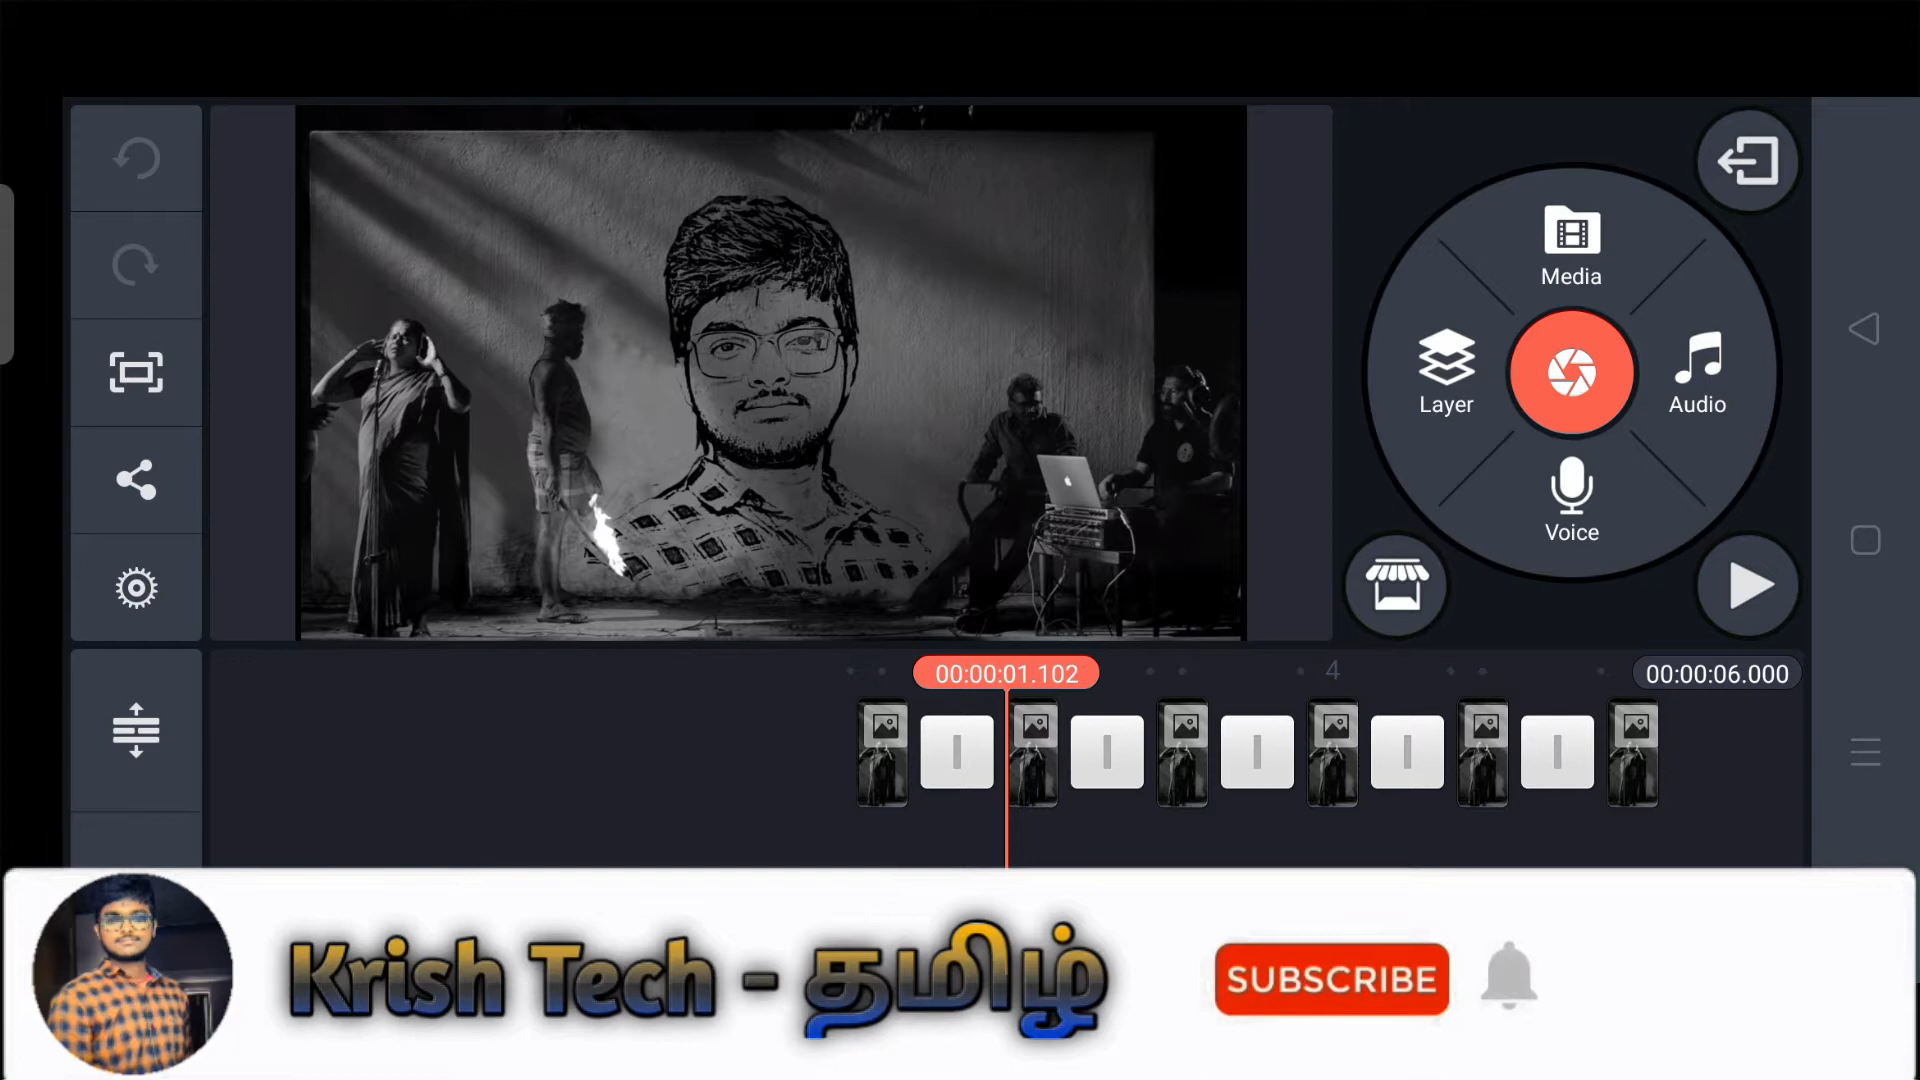 Media
Layer
Audio
Voice
00:00:01.102
4
00:00:06.000
Krish Tech - தமிழ்
SUBSCRIBE